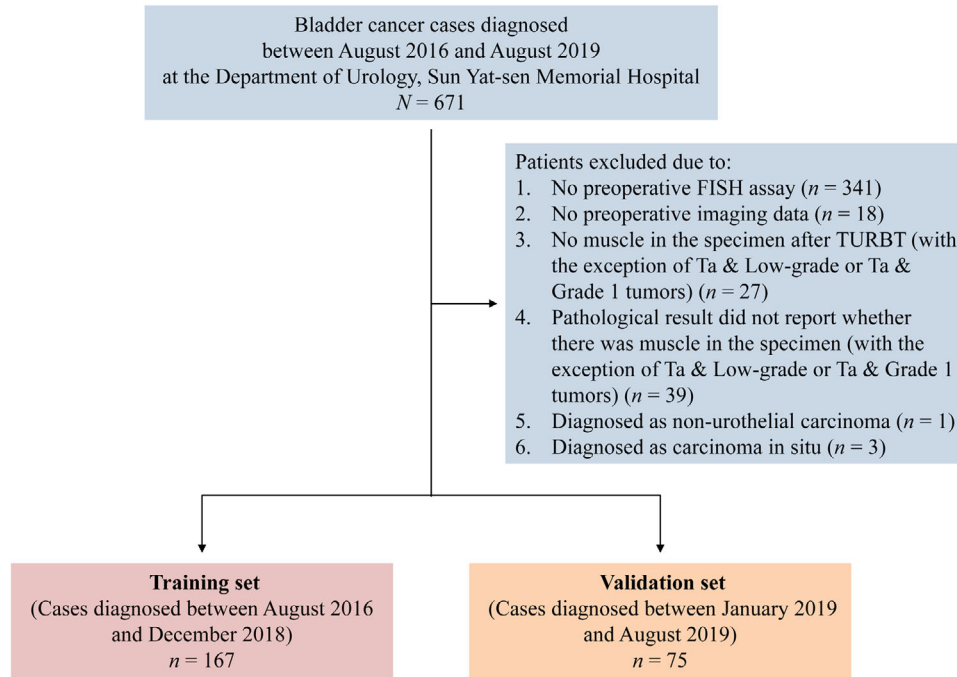 Bladder cancer cases diagnosed
between August 2016 and August 2019
at the Department of Urology, Sun Yat-sen Memorial Hospital
N = 671
Patients excluded due to:
1. No preoperative FISH assay (n = 341)
2. No preoperative imaging data (n = 18)
3. No muscle in the specimen after TURBT (with
the exception of Ta & Low-grade or Ta &
Grade 1 tumors) (n = 27)
4. Pathological result did not report whether
there was muscle in the specimen (with the
exception of Ta & Low-grade or Ta & Grade 1
tumors) (n = 39)
5. Diagnosed as non-urothelial carcinoma (n = 1)
6. Diagnosed as carcinoma in situ (n = 3)
Training set
(Cases diagnosed between August 2016
and December 2018)
n = 167
Validation set
(Cases diagnosed between January 2019
and August 2019)
n = 75